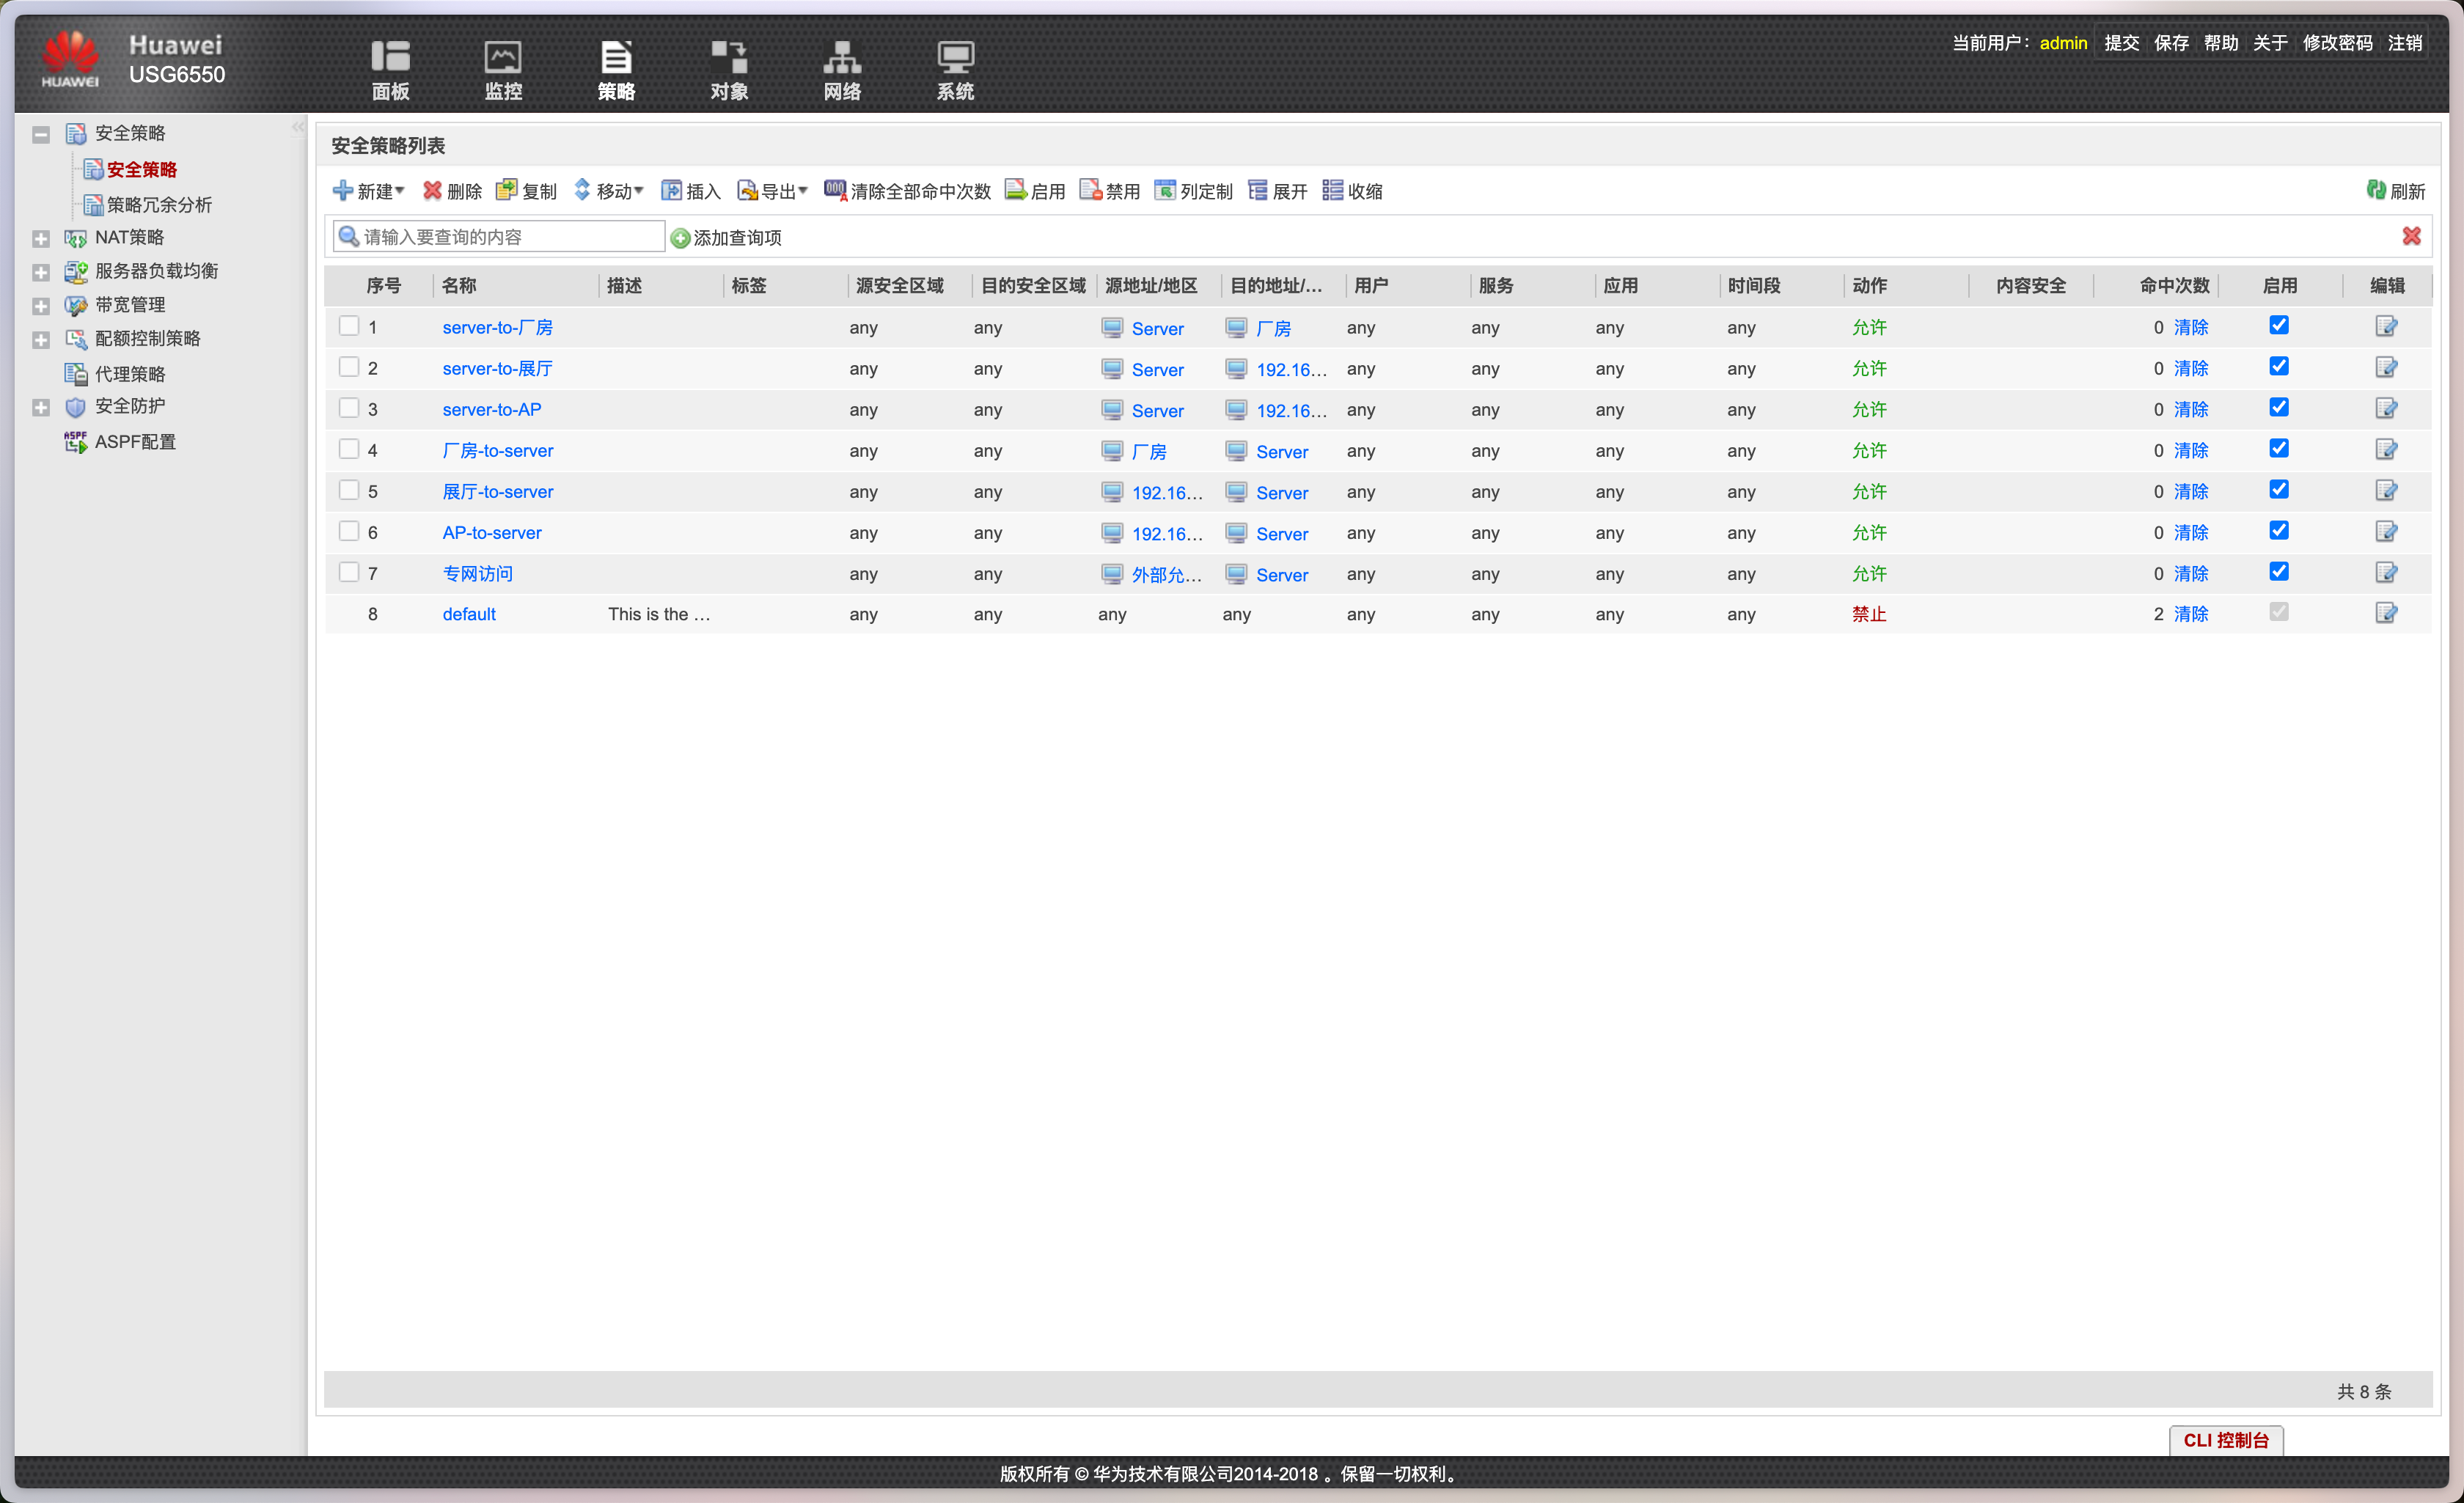 Huawei
USG6550
HUAWEI
面板 监控 策略 对象 网络 系统
当前用户： admin 提交 保存 帮助 关于 修改密码 注销
安全策略
安全策略
策略冗余分析
NAT策略
服务器负载均衡
带宽管理
配额控制策略
代理策略
安全防护
ASPF配置
安全策略列表
新建 删除 复制 移动 插入 导出 清除全部命中次数 启用 禁用 列定制 展开 收缩 刷新
请输入要查询的内容 添加查询项
序号 名称 描述 标签 源安全区域 目的安全区域 源地址/地区 目的地址/... 用户 服务 应用 时间段 动作 内容安全 命中次数 启用 编辑
1 server-to-厂房 any any Server 厂房 any any any any 允许 0 清除
2 server-to-展厅 any any Server 192.16... any any any any 允许 0 清除
3 server-to-AP any any Server 192.16... any any any any 允许 0 清除
4 厂房-to-server any any 厂房 Server any any any any 允许 0 清除
5 展厅-to-server any any 192.16... Server any any any any 允许 0 清除
6 AP-to-server any any 192.16... Server any any any any 允许 0 清除
7 专网访问 any any 外部允... Server any any any any 允许 0 清除
8 default This is the ... any any any any any any any any 禁止 2 清除
共 8 条
CLI 控制台
版权所有 © 华为技术有限公司2014-2018 。保留一切权利。